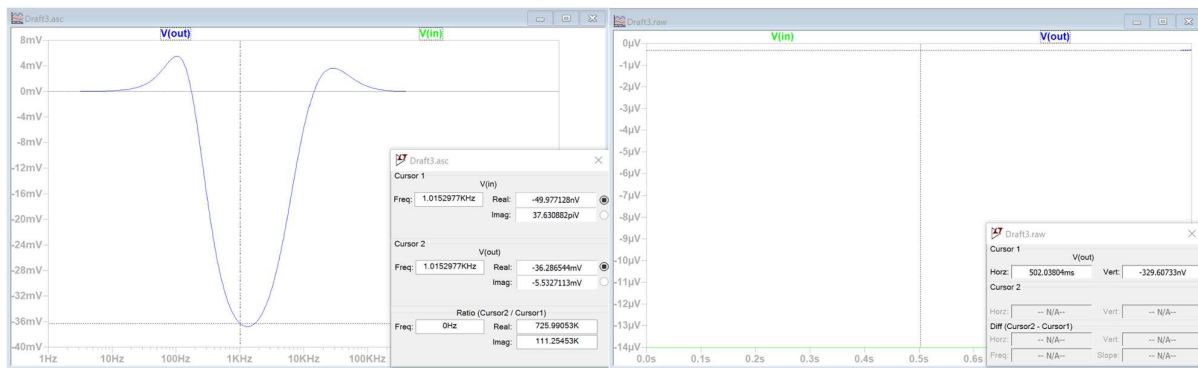 Draft3.asc
V(out) V(in)
8mV
4mV
0mV
-4mV
-8mV
-12mV
-16mV
-20mV
-24mV
-28mV
-32mV
-36mV
-40mV
1Hz 10Hz 100Hz 1KHz 10KHz 100KHz
Draft3.asc
Cursor 1
V(in)
Freq: 1.0152977KHz Real: -49.977128nV
Imag: 37.630882piV
Cursor 2
V(out)
Freq: 1.0152977KHz Real: -36.286544mV
Imag: -5.5327113mV
Ratio (Cursor2 / Cursor1)
Freq: 0Hz Real: 725.99053K
Imag: 111.25453K
Draft3.raw
V(in) V(out)
0µV
-1µV
-2µV
-3µV
-4µV
-5µV
-6µV
-7µV
-8µV
-9µV
-10µV
-11µV
-12µV
-13µV
-14µV
0.0s 0.1s 0.2s 0.3s 0.4s 0.5s 0.6s
Draft3.raw
Cursor 1
V(out)
Horz: 502.03804ms Vert: -329.60733nV
Cursor 2
Horz: -- N/A-- Vert: -- N/A--
Diff (Cursor2 - Cursor1)
Horz: -- N/A-- Vert: -- N/A--
Freq: -- N/A-- Slope: -- N/A--